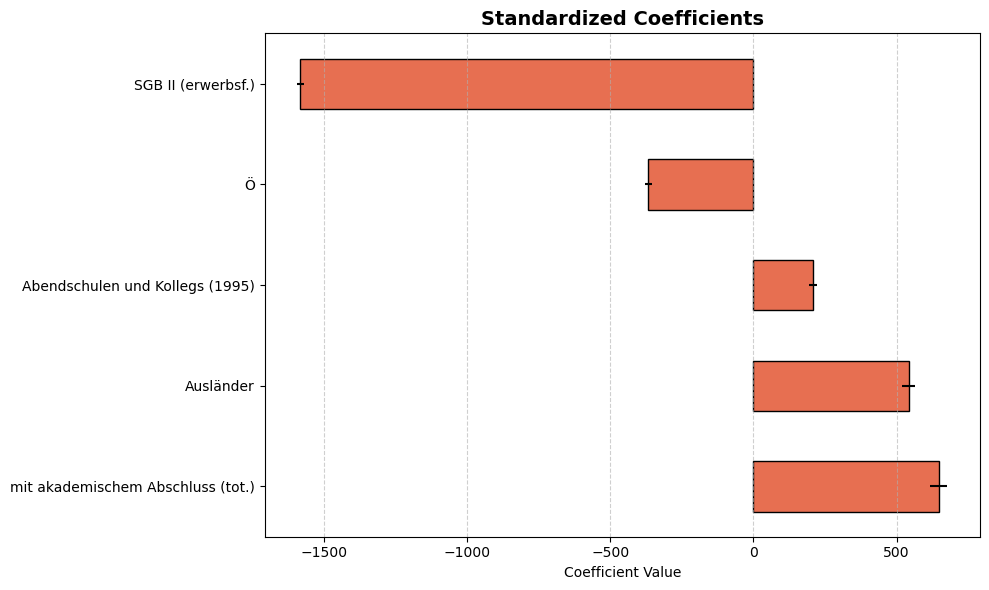 Standardized Coefficients
SGB II (erwerbsf.)
Ö
Abendschulen und Kollegs (1995)
Ausländer
mit akademischem Abschluss (tot.)
−1500 −1000 −500 0 500
Coefficient Value